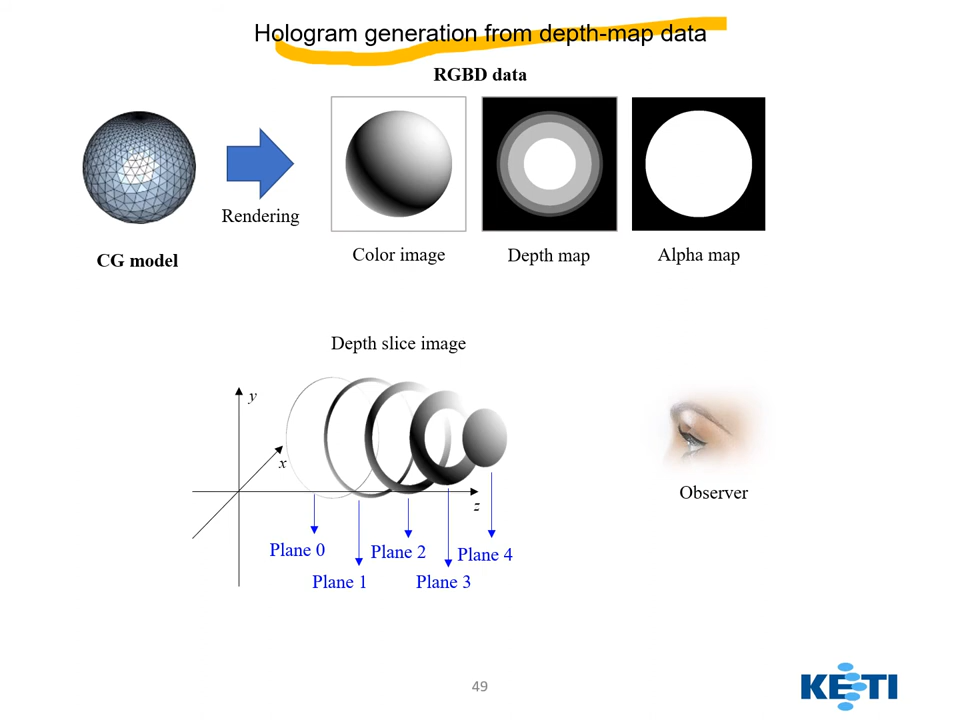 Hologram generation from depth-map data
RGBD data
Rendering
CG model
Color image
Depth map
Alpha map
Depth slice image
y
x
z
Observer
Plane 0
Plane 1
Plane 2
Plane 3
Plane 4
49
KETI